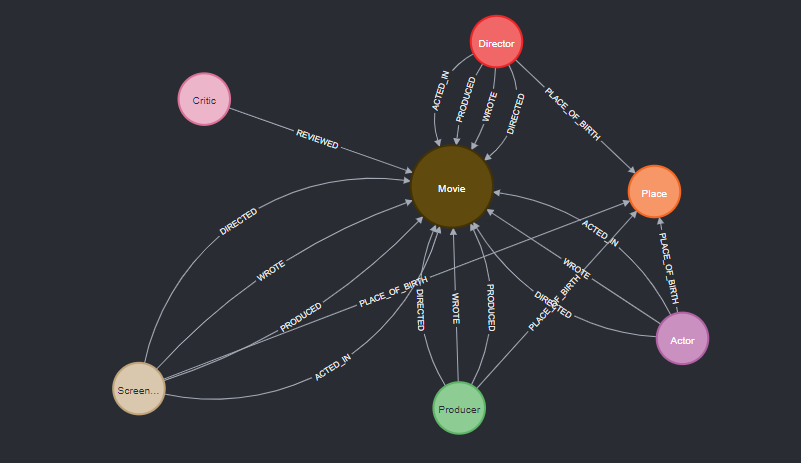 Director
Critic
ACTED_IN
PRODUCED
WROTE
DIRECTED
PLACE_OF_BIRTH
REVIEWED
Movie
Place
DIRECTED
WROTE
PRODUCED
PLACE_OF_BIRTH
ACTED_IN
DIRECTED
WROTE
PRODUCED
PLACE_OF_BIRTH
ACTED_IN
WROTE
DIRECTED
PLACE_OF_BIRTH
Actor
Screen...
Producer